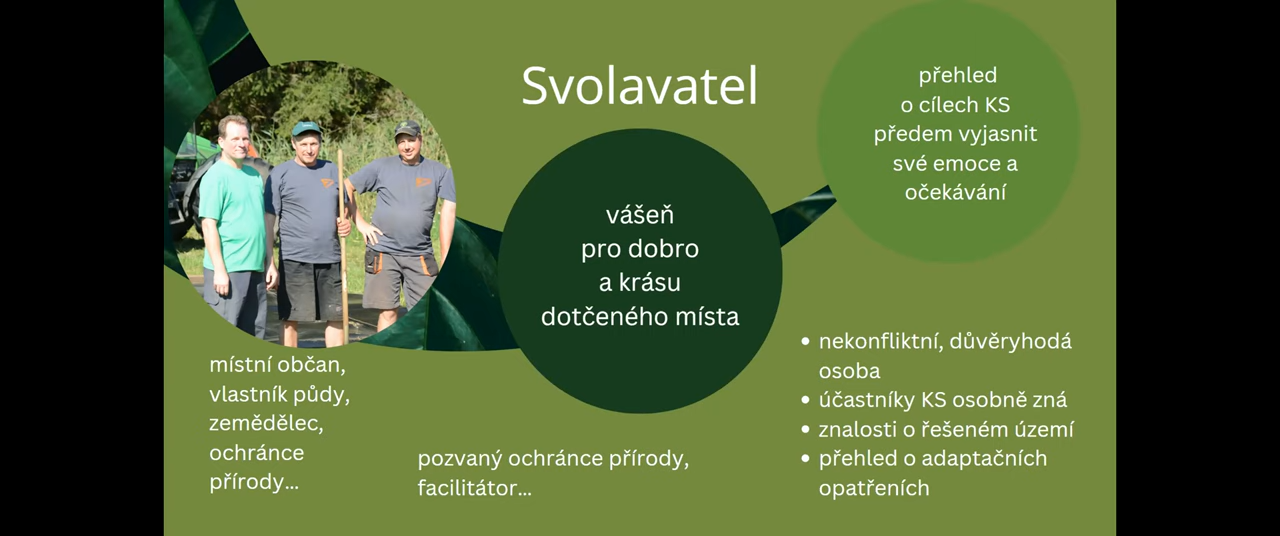 Svolavatel
přehled
o cílech KS
předem vyjasnit
své emoce a
očekávání
vášeň
pro dobro
a krásu
dotčeného místa
místní občan,
vlastník půdy,
zemědělec,
ochránce
přírody...
pozvaný ochránce přírody,
facilitátor...
• nekonfliktní, důvěryhodá
osoba
• účastníky KS osobně zná
• znalosti o řešeném území
• přehled o adaptačních
opatřeních